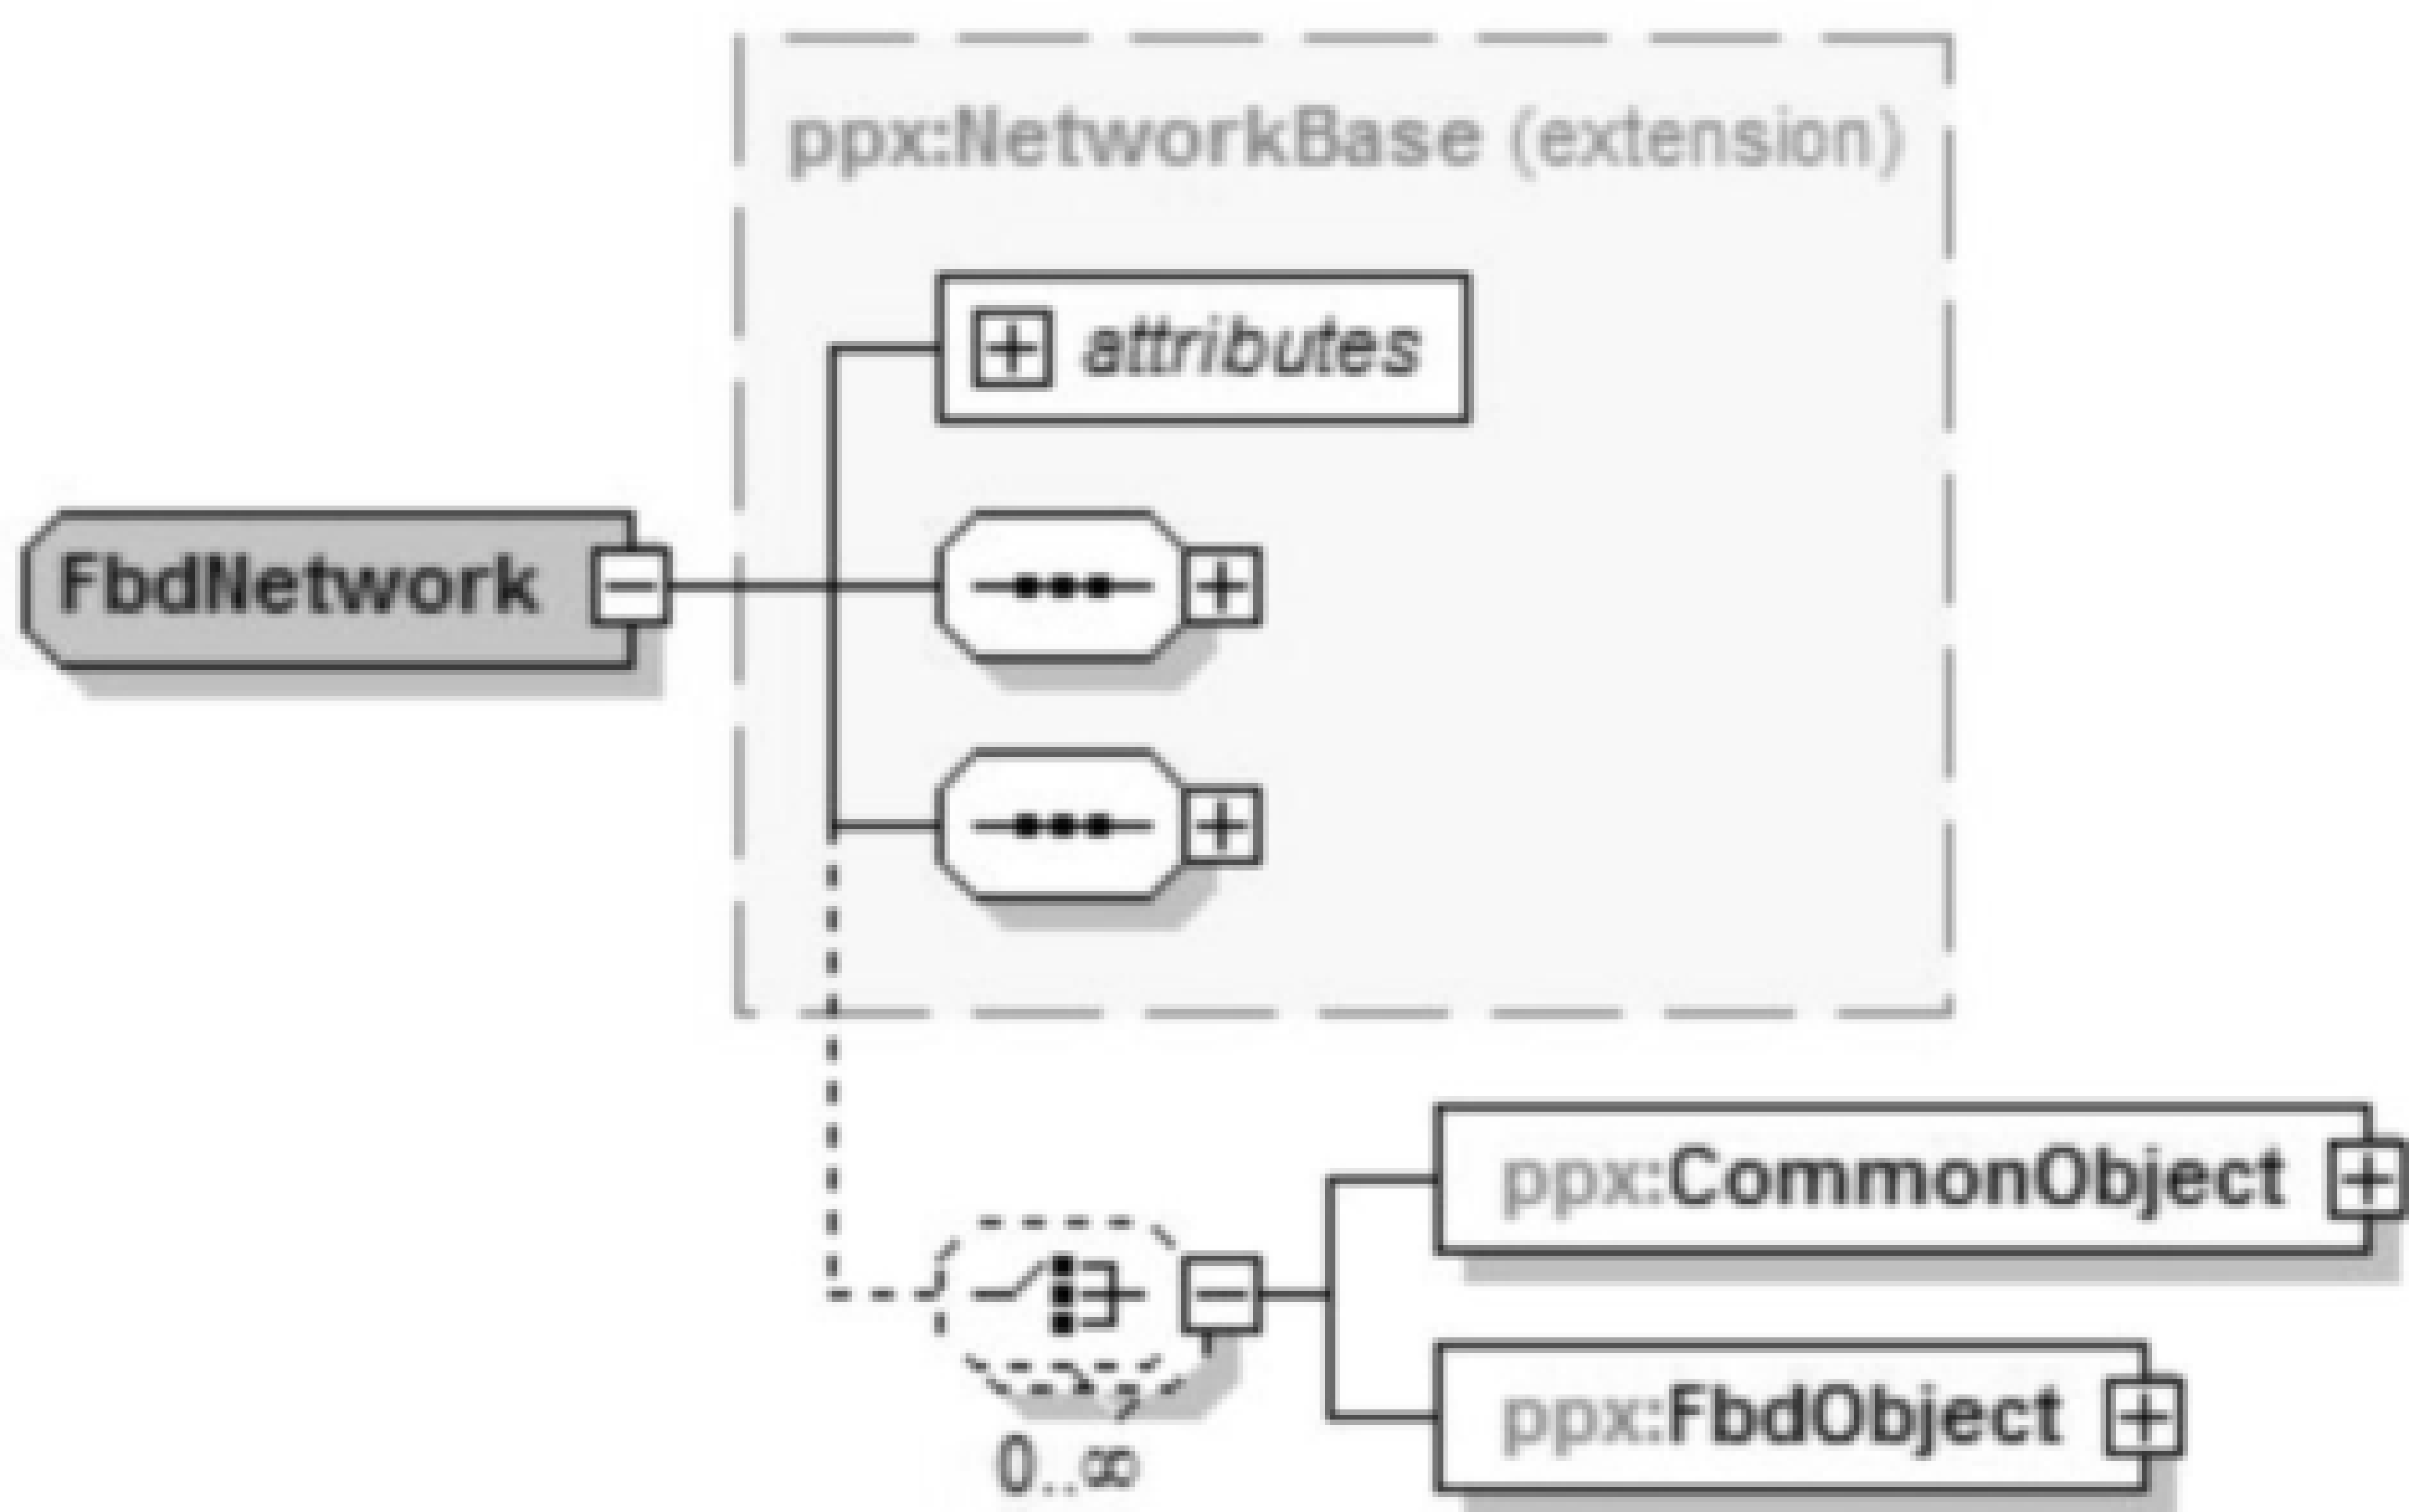 ppx:NetworkBase (extension)
attributes
FbdNetwork
ppx:CommonObject
ppx:FbdObject
0..∞